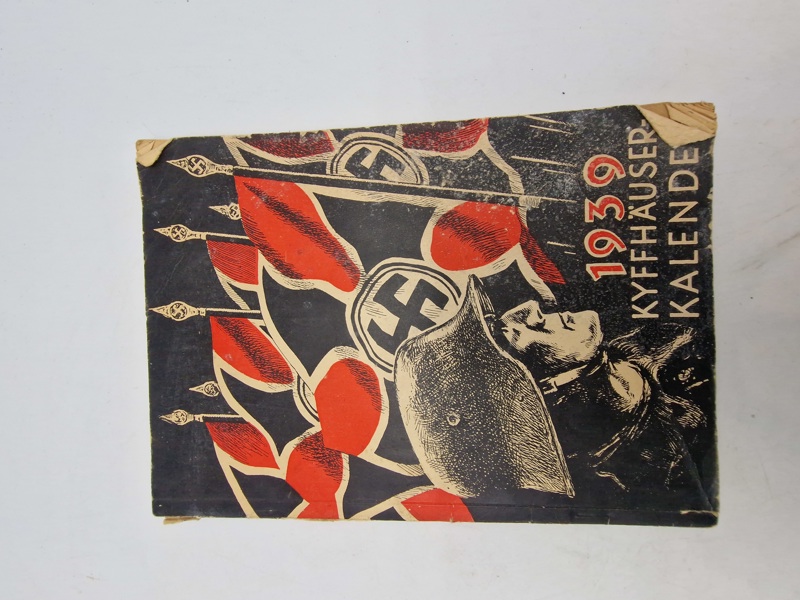 1939
KYFFHÄUSER-
KALENDE